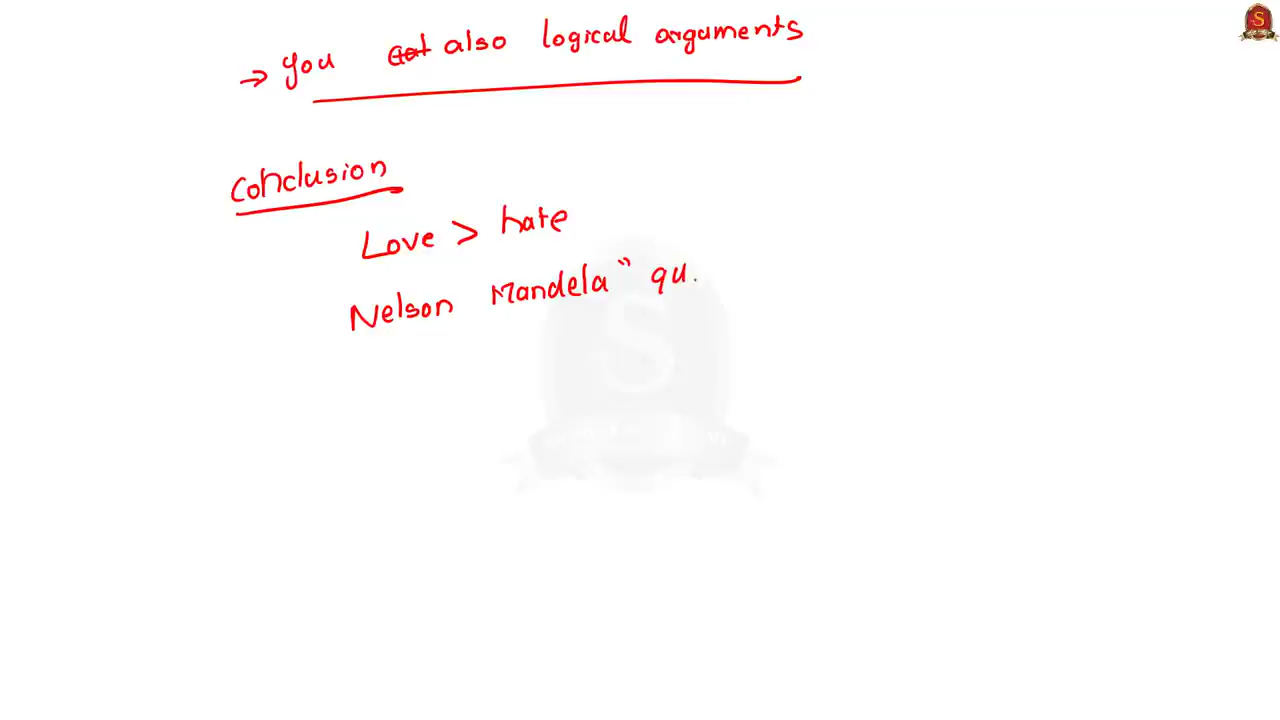 → you also logical arguments
Conclusion
Love > hate
Nelson Mandela" qu
S
S